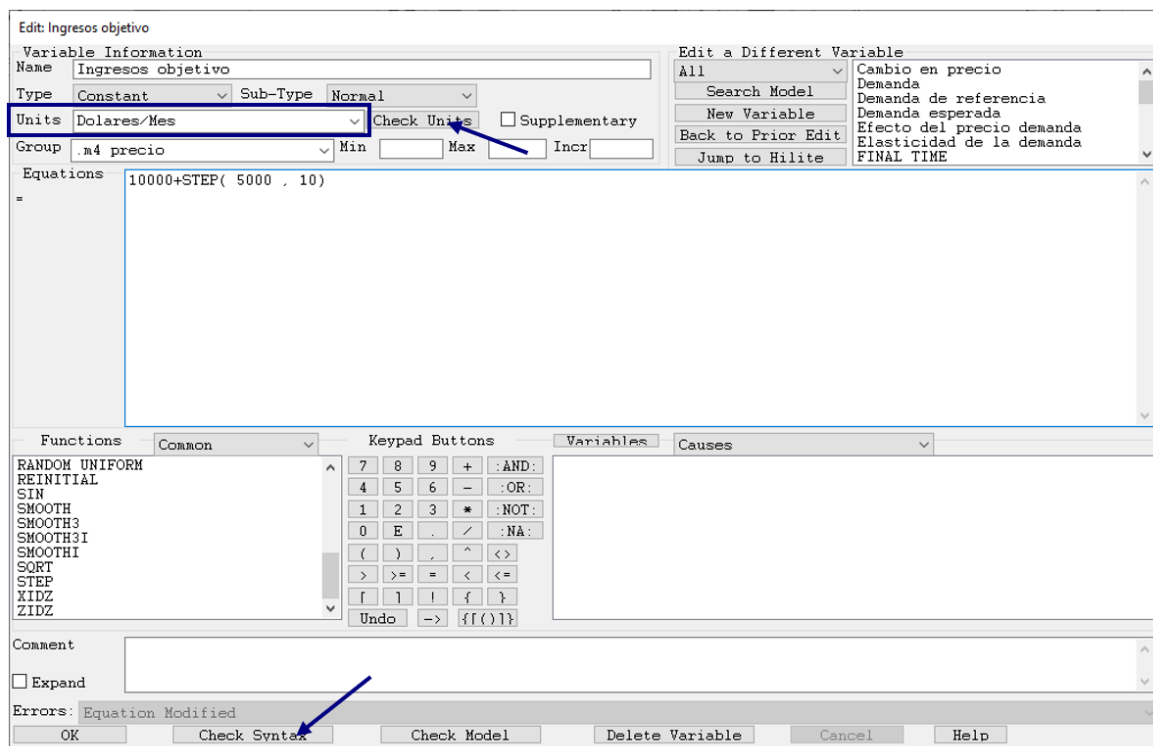 Edit: Ingresos objetivo
Variable Information
Name Ingresos objetivo
Type Constant Sub-Type Normal
Units Dolares/Mes Check Units Supplementary
Group .m4 precio Min Max Incr
Edit a Different Variable
All
Search Model
New Variable
Back to Prior Edit
Jump to Hilite
Cambio en precio
Demanda
Demanda de referencia
Demanda esperada
Efecto del precio demanda
Elasticidad de la demanda
FINAL TIME
Equations
=
10000+STEP( 5000 , 10)
Functions Common
RANDOM UNIFORM
REINITIAL
SIN
SMOOTH
SMOOTH3
SMOOTH3I
SMOOTHI
SQRT
STEP
XIDZ
ZIDZ
Keypad Buttons
7 8 9 + :AND:
4 5 6 - :OR:
1 2 3 * :NOT:
0 E . / :NA:
( ) , ^ <>
> >= = < <=
[ ] ! { }
Undo -> {[()]}
Variables Causes
Comment
Expand
Errors: Equation Modified
OK Check Syntax Check Model Delete Variable Cancel Help